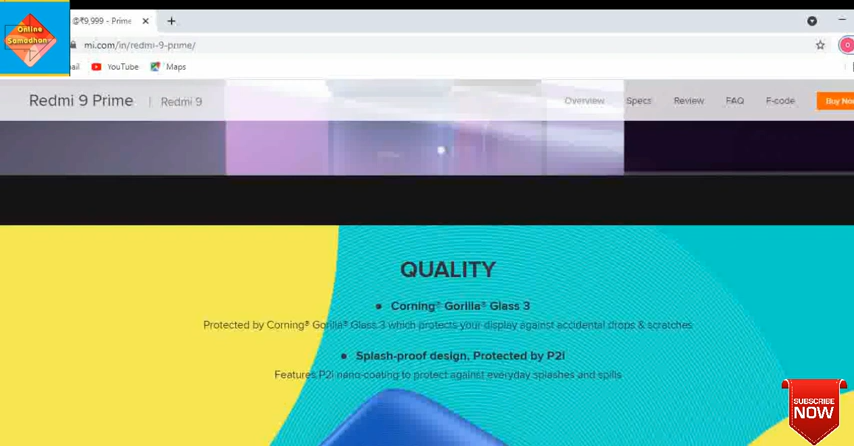 Online
Samadhan
@₹9,999 - Prime
mi.com/in/redmi-9-prime/
ail
YouTube
Maps
Redmi 9 Prime | Redmi 9
Overview Specs Review FAQ F-code Buy Now
QUALITY
● Corning® Gorilla® Glass 3
Protected by Corning® Gorilla® Glass 3 which protects your display against accidental drops & scratches
● Splash-proof design. Protected by P2i
Features P2i nano-coating to protect against everyday splashes and spills
SUBSCRIBE
NOW